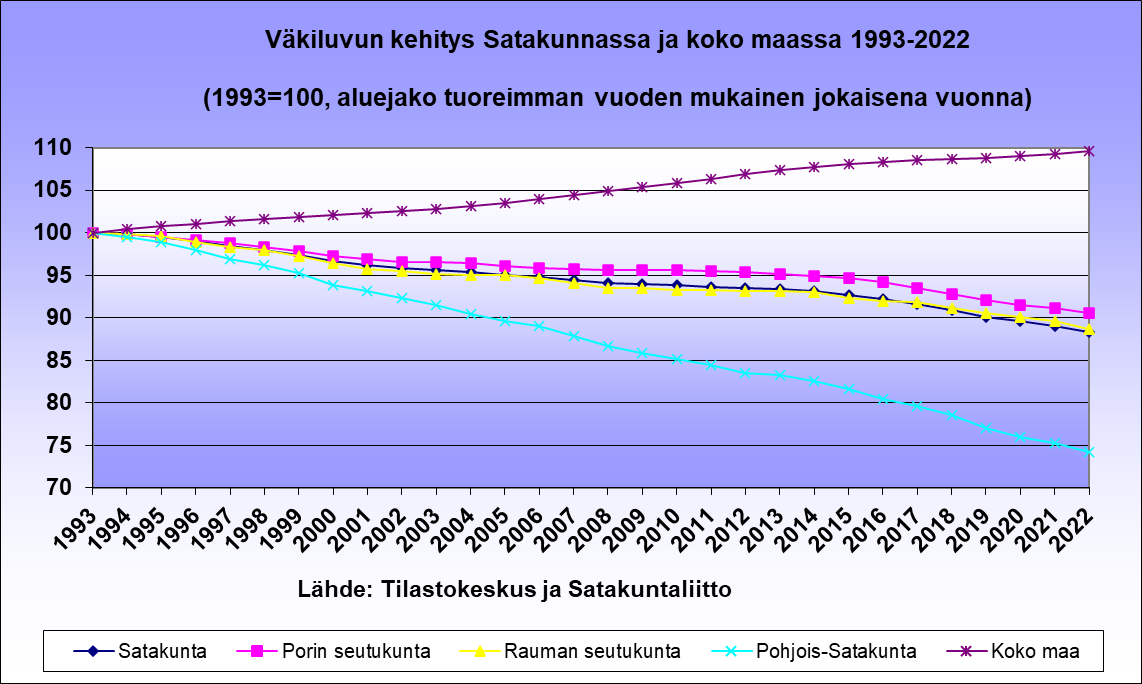 Väkiluvun kehitys Satakunnassa ja koko maassa 1993-2022
(1993=100, aluejako tuoreimman vuoden mukainen jokaisena vuonna)
110
105
100
95
90
85
80
75
70
1993 1994 1995 1996 1997 1998 1999 2000 2001 2002 2003 2004 2005 2006 2007 2008 2009 2010 2011 2012 2013 2014 2015 2016 2017 2018 2019 2020 2021 2022
Lähde: Tilastokeskus ja Satakuntaliitto
Satakunta Porin seutukunta Rauman seutukunta Pohjois-Satakunta Koko maa